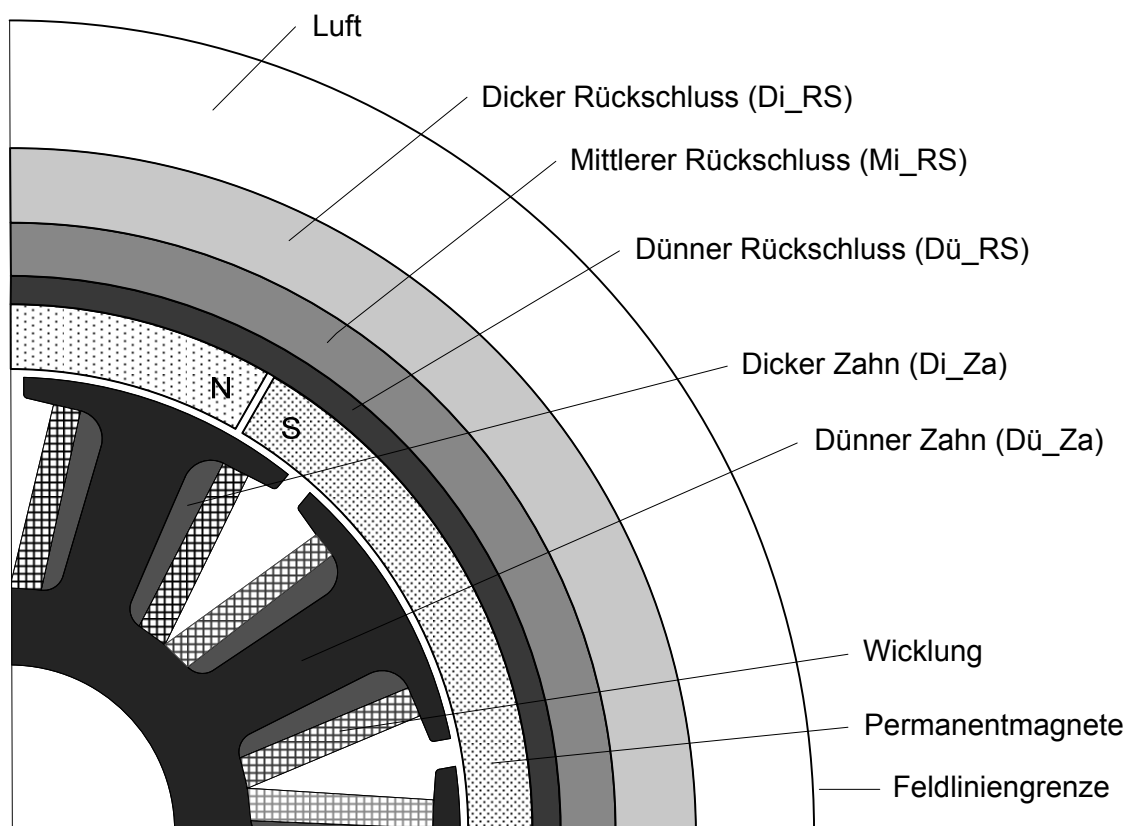 Luft
Dicker Rückschluss (Di_RS)
Mittlerer Rückschluss (Mi_RS)
Dünner Rückschluss (Dü_RS)
Dicker Zahn (Di_Za)
N
S
Dünner Zahn (Dü_Za)
Wicklung
Permanentmagnete
Feldliniengrenze